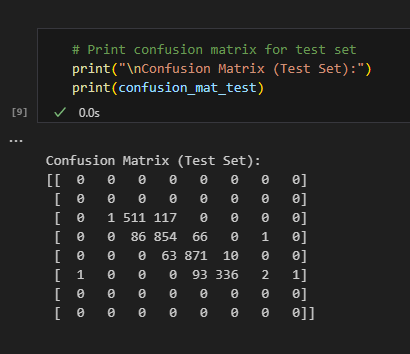 # Print confusion matrix for test set
print("\nConfusion Matrix (Test Set):")
print(confusion_mat_test)
[9] ✓ 0.0s
...
Confusion Matrix (Test Set):
[[  0   0   0   0   0   0   0   0]
 [  0   0   0   0   0   0   0   0]
 [  0   1 511 117   0   0   0   0]
 [  0   0  86 854  66   0   1   0]
 [  0   0   0  63 871  10   0   0]
 [  1   0   0   0  93 336   2   1]
 [  0   0   0   0   0   0   0   0]
 [  0   0   0   0   0   0   0   0]]